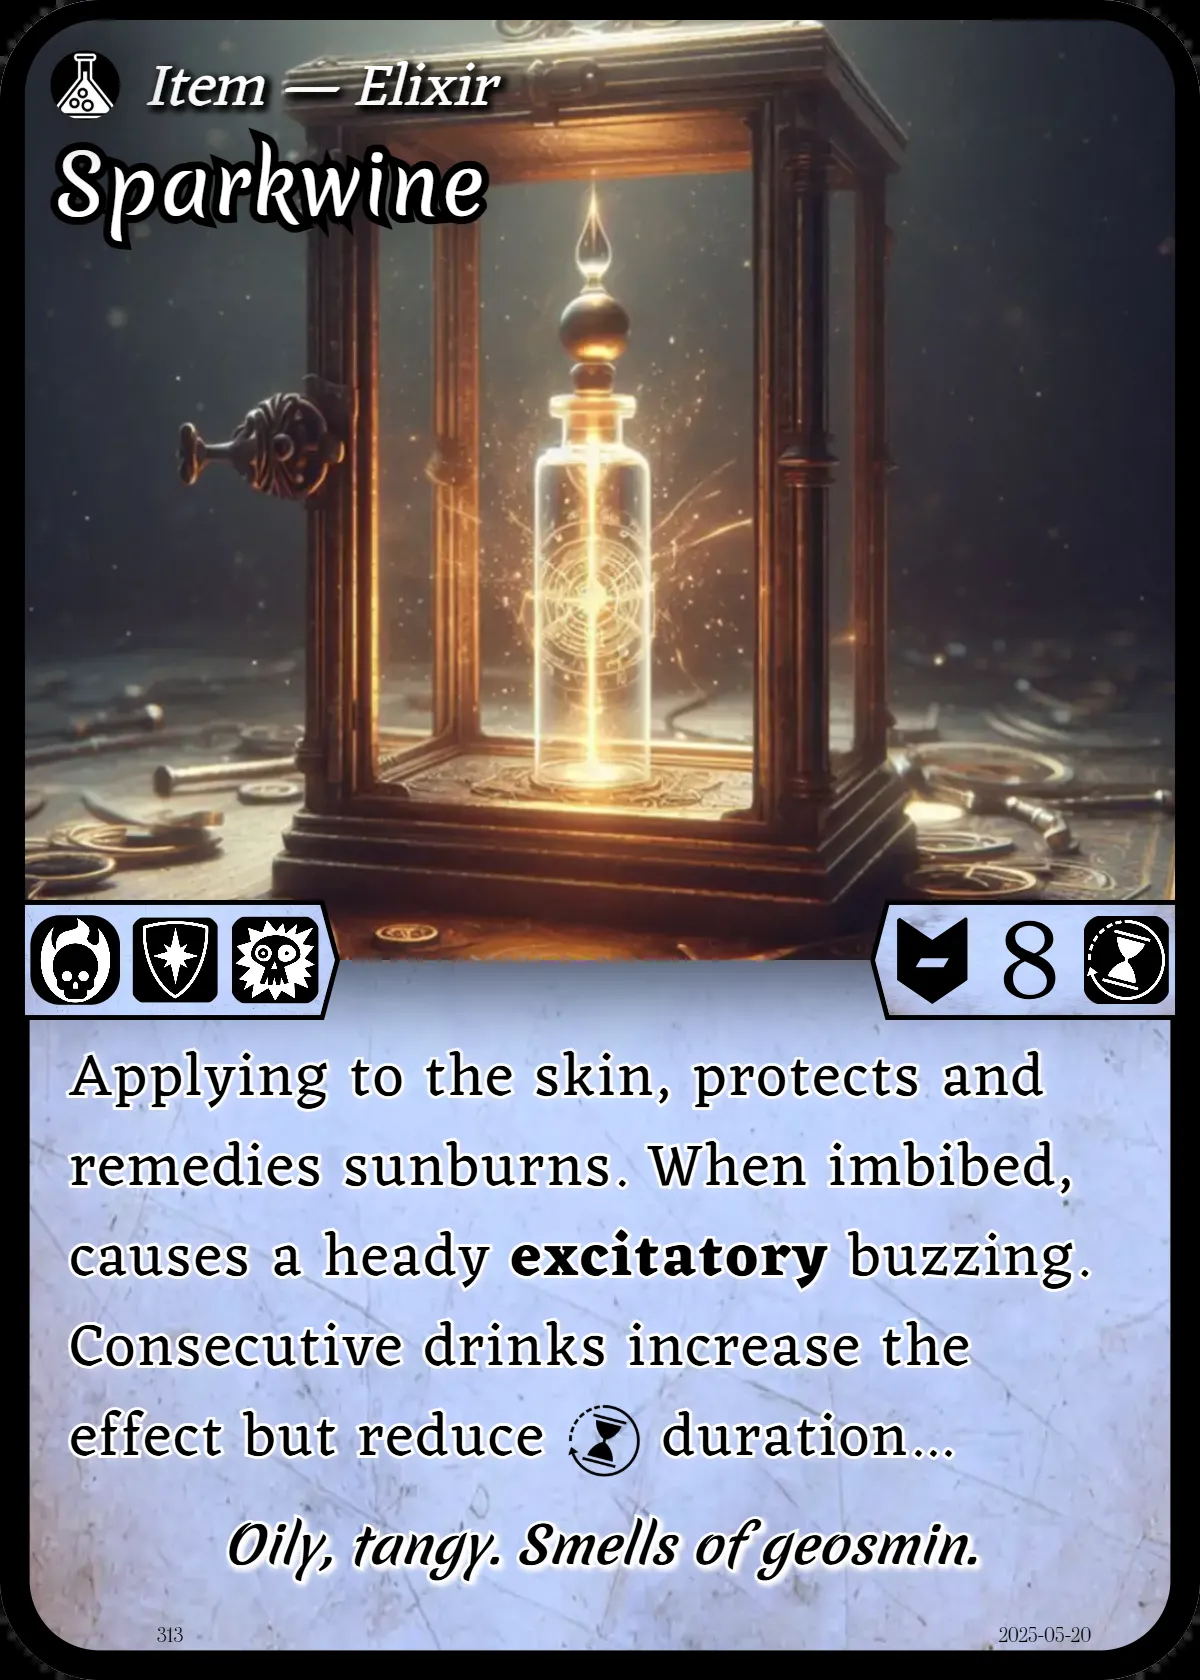 Item — Elixir
Sparkwine
- 8
Applying to the skin, protects and
remedies sunburns. When imbibed,
causes a heady excitatory buzzing.
Consecutive drinks increase the
effect but reduce duration...
Oily, tangy. Smells of geosmin.
313 2025-05-20